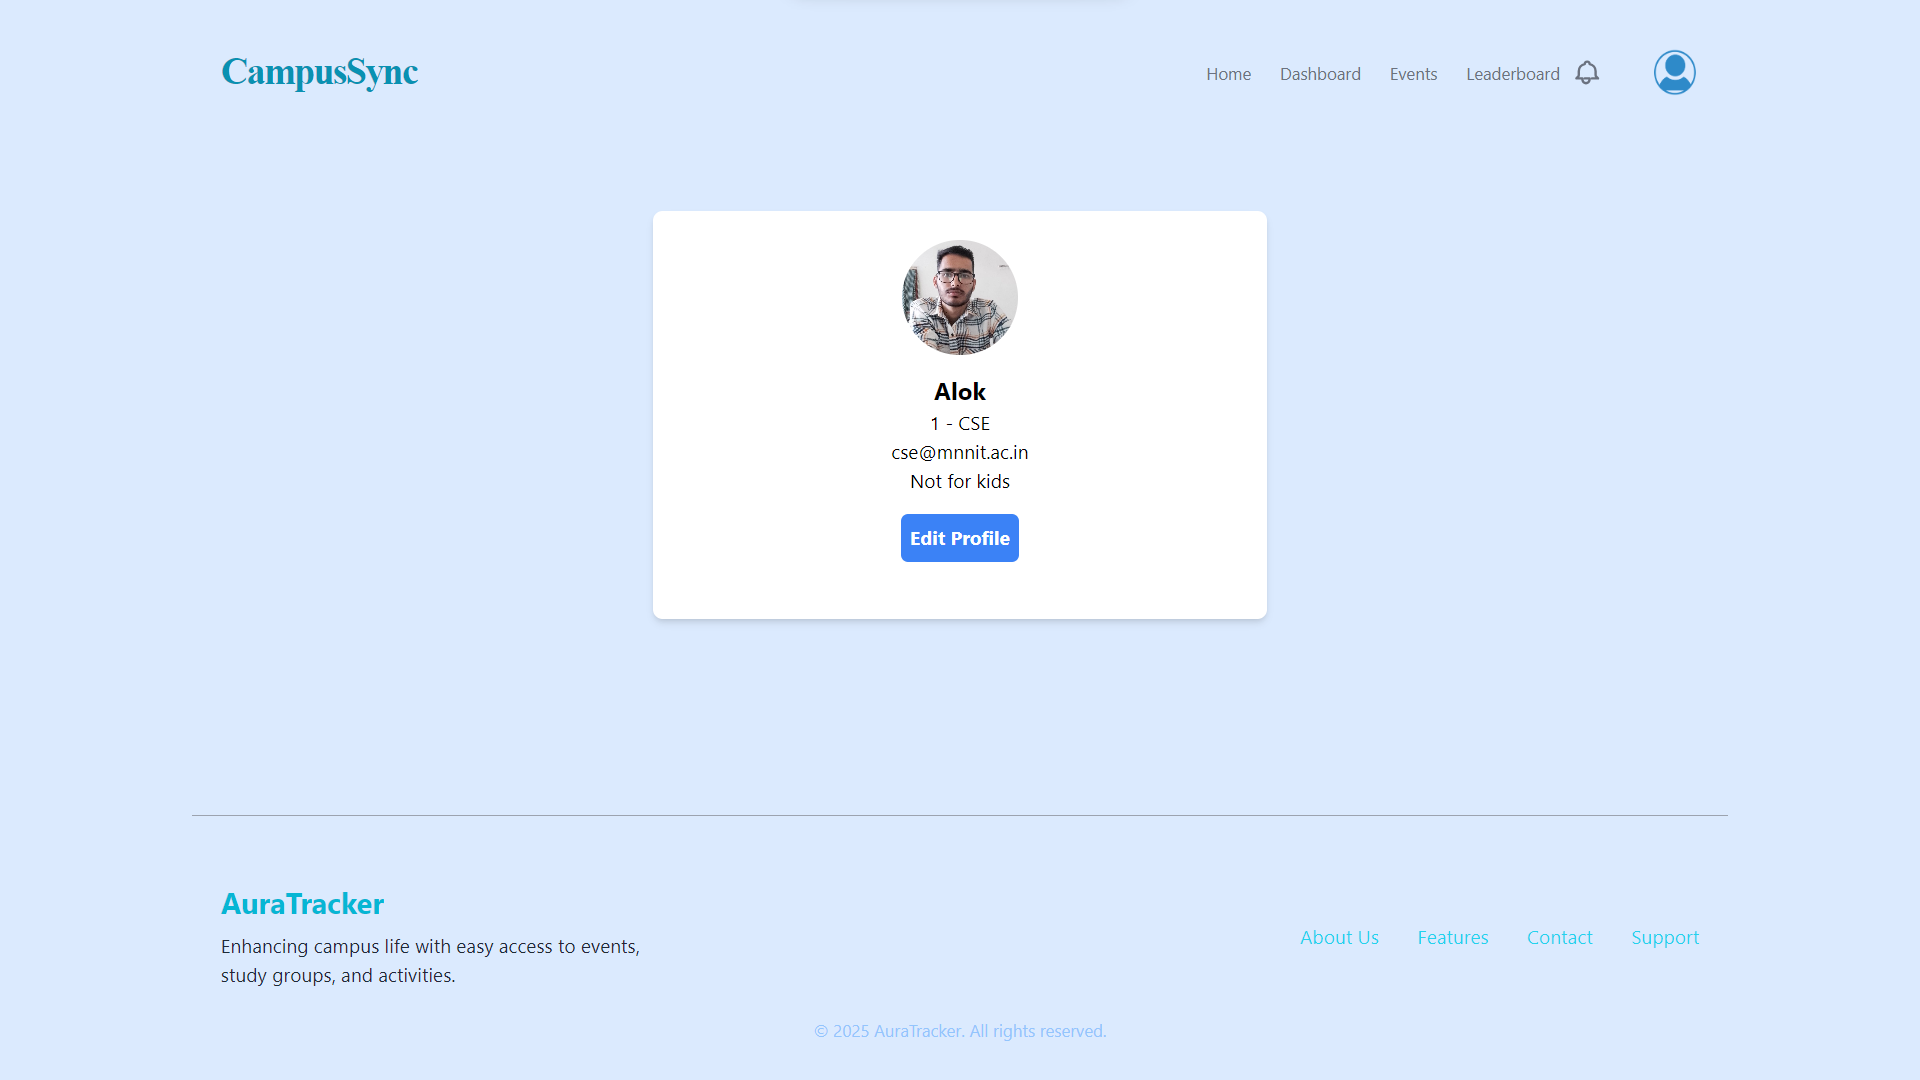 CampusSync
Home Dashboard Events Leaderboard
Alok
1 - CSE
cse@mnnit.ac.in
Not for kids
Edit Profile
AuraTracker
Enhancing campus life with easy access to events,
study groups, and activities.
About Us Features Contact Support
© 2025 AuraTracker. All rights reserved.